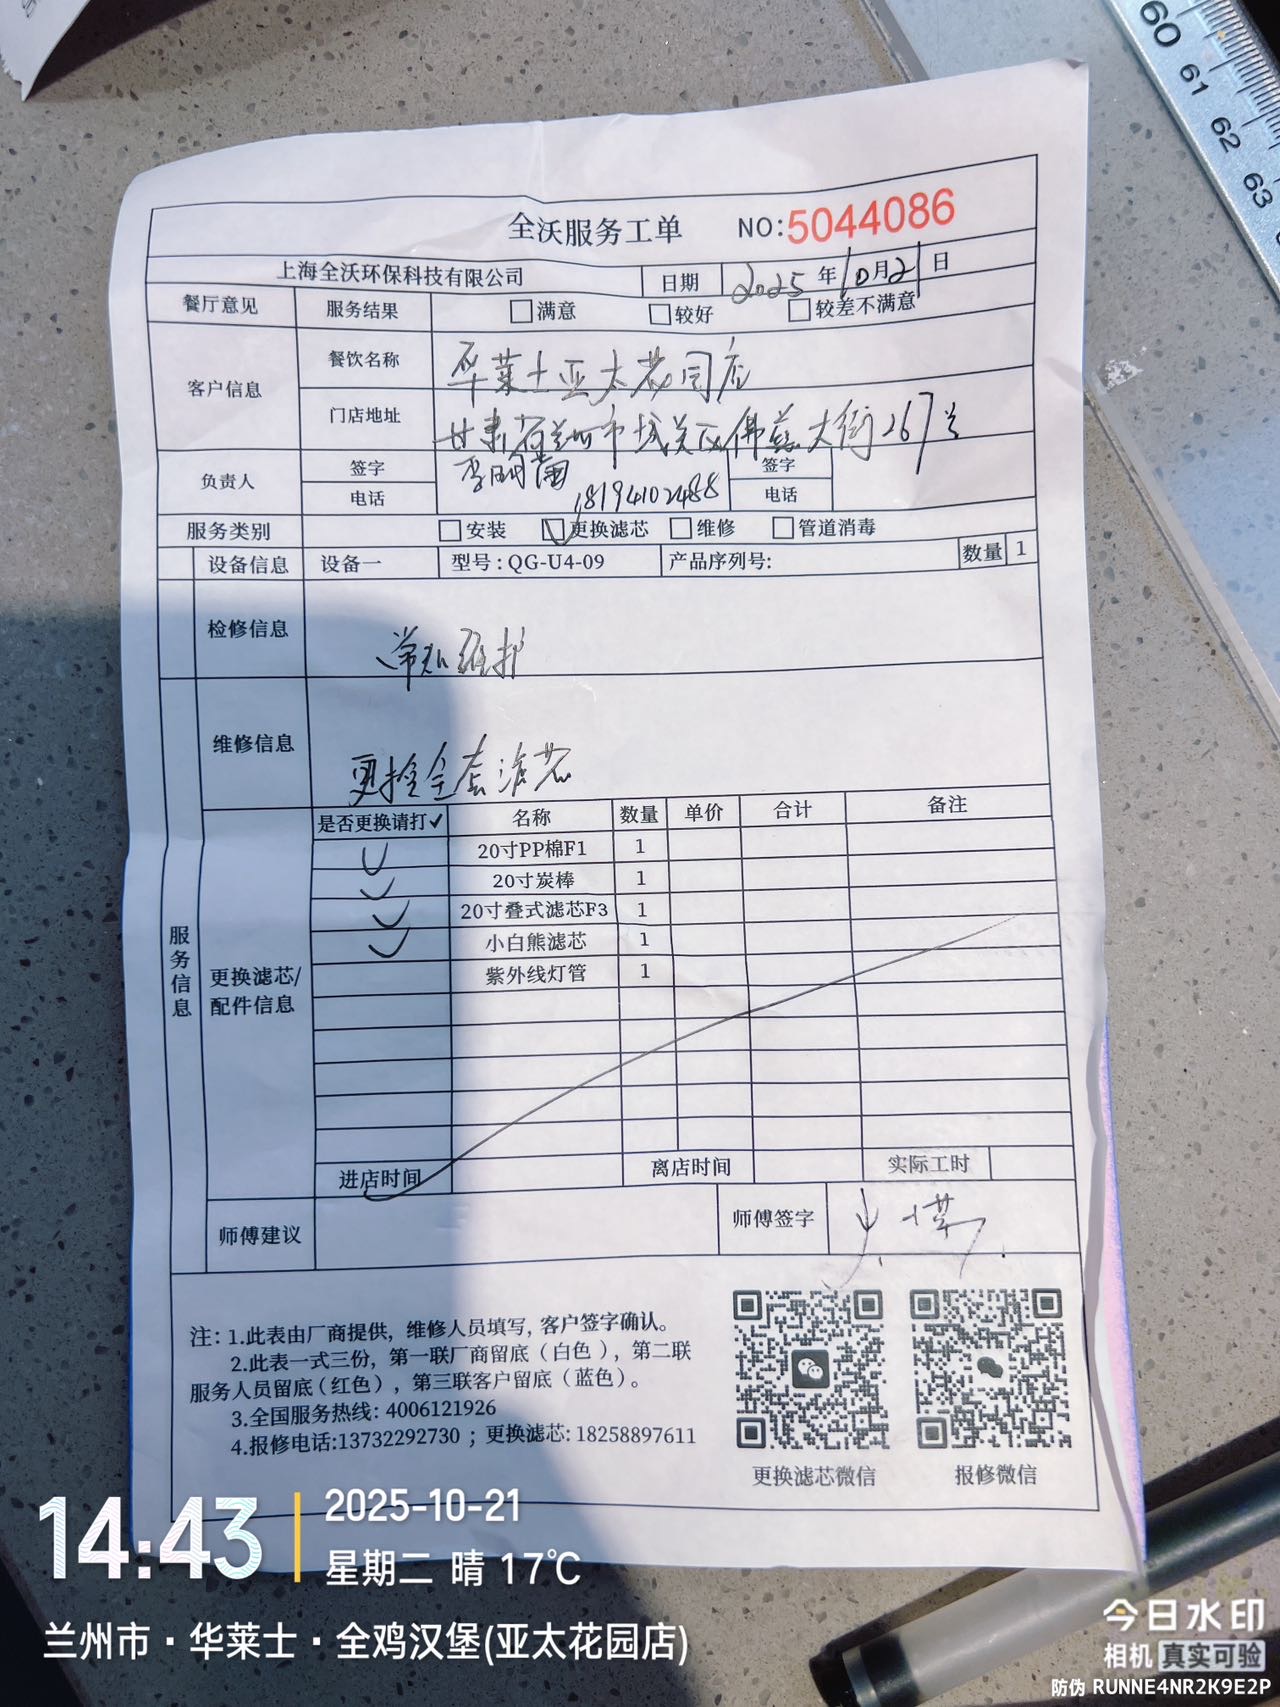 60
61
62
63
全沃服务工单 NO:5044086
上海全沃环保科技有限公司 日期 2025 年 10 月 21 日
餐厅意见 服务结果 满意 较好 较差不满意
客户信息 餐饮名称 华莱士亚太花园店
门店地址 甘肃省兰州市城关区佛慈大街267号
负责人 签字 签字
电话 18194102488 电话
服务类别 安装 更换滤芯 维修 管道消毒
设备信息 设备一 型号:QG-U4-09 产品序列号: 数量 1
检修信息 常规维护
维修信息 更换全套滤芯
服务信息
更换滤芯/配件信息
是否更换请打✓ 名称 数量 单价 合计 备注
✓ 20寸PP棉F1 1
✓ 20寸炭棒 1
✓ 20寸叠式滤芯F3 1
✓ 小白熊滤芯 1
紫外线灯管 1
进店时间 离店时间 实际工时
师傅建议 师傅签字
注:1.此表由厂商提供,维修人员填写,客户签字确认。
2.此表一式三份,第一联厂商留底(白色),第二联
服务人员留底(红色),第三联客户留底(蓝色)。
3.全国服务热线:4006121926
4.报修电话:13732292730;更换滤芯:18258897611
更换滤芯微信 报修微信
14:43 2025-10-21
星期二 晴 17℃
兰州市·华莱士·全鸡汉堡(亚太花园店)
今日水印
相机 真实可验
防伪 RUNNE4NR2K9E2P